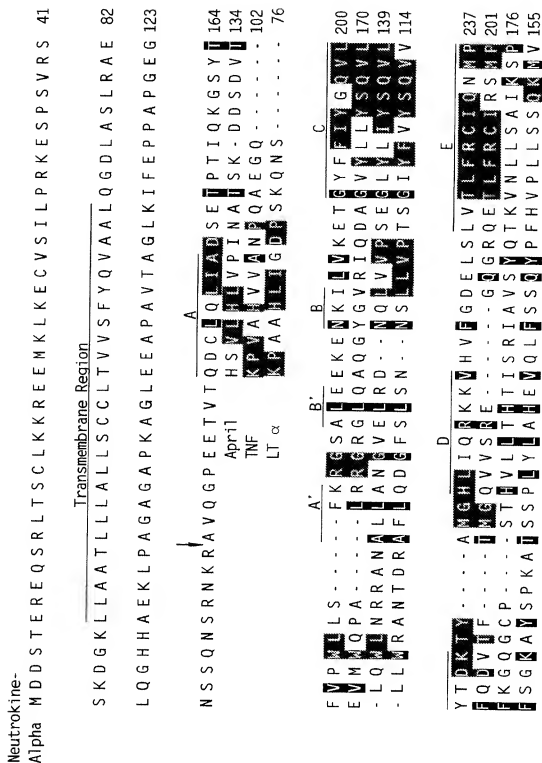 Neutrokine-
Alpha M D D S T E R E Q S R L T S C L K K R E E M K L K E C V S I L P R K E S P S V R S 41
Transmembrane Region
S K D G K L L A A T L L L A L L S C C L T V V S F Y Q V A A L Q G D L A S L R A E 82
L Q G H H A E K L P A G A G A P K A G L E E A P A V T A G L K I F E P P A P G E G 123
A
N S S Q N S R N K R A V Q G P E E T V T Q D C L Q L I A D S E T P T I Q K G S Y T 164
April H S V L H L V P I N A T S K - D D S D V T 134
TNF K P V A H V V A N P Q A E G Q - - - - - - 102
LT α K P A A H L I G D P S K Q N S - - - - - - 76
A' B' B C
F V P W L L S - - - - - F K R G S A L E E K E N K I L V K E T G Y F F I Y G Q V L 200
E V M W Q P A - - - - - L R R G R G L Q A Q G Y G V R I Q D A G V Y L L Y S Q V L 170
- L Q W L N R R A N A L L A N G V E L R D - - N Q L V V P S E G L Y L I Y S Q V L 139
- L L W R A N T D R A F L Q D G F S L S N - - N S L L V P T S G I Y F V Y S Q V V 114
D E
Y T D K T Y - - - - A M G H L I Q R K K V H V F G D E L S L V T L F R C I Q N M P 237
F Q D V T F - - - - T M G Q V V S R E - - - - G Q G R Q E T L F R C I R S M P 201
F K G Q G C P - - - - S T H V L L T H T I S R I A V S Y Q T K V N L L S A I K S P 176
F S G K A Y S P K A T S S P L Y L A H E V Q L F S S Q Y P F H V P L L S S Q K M V 155